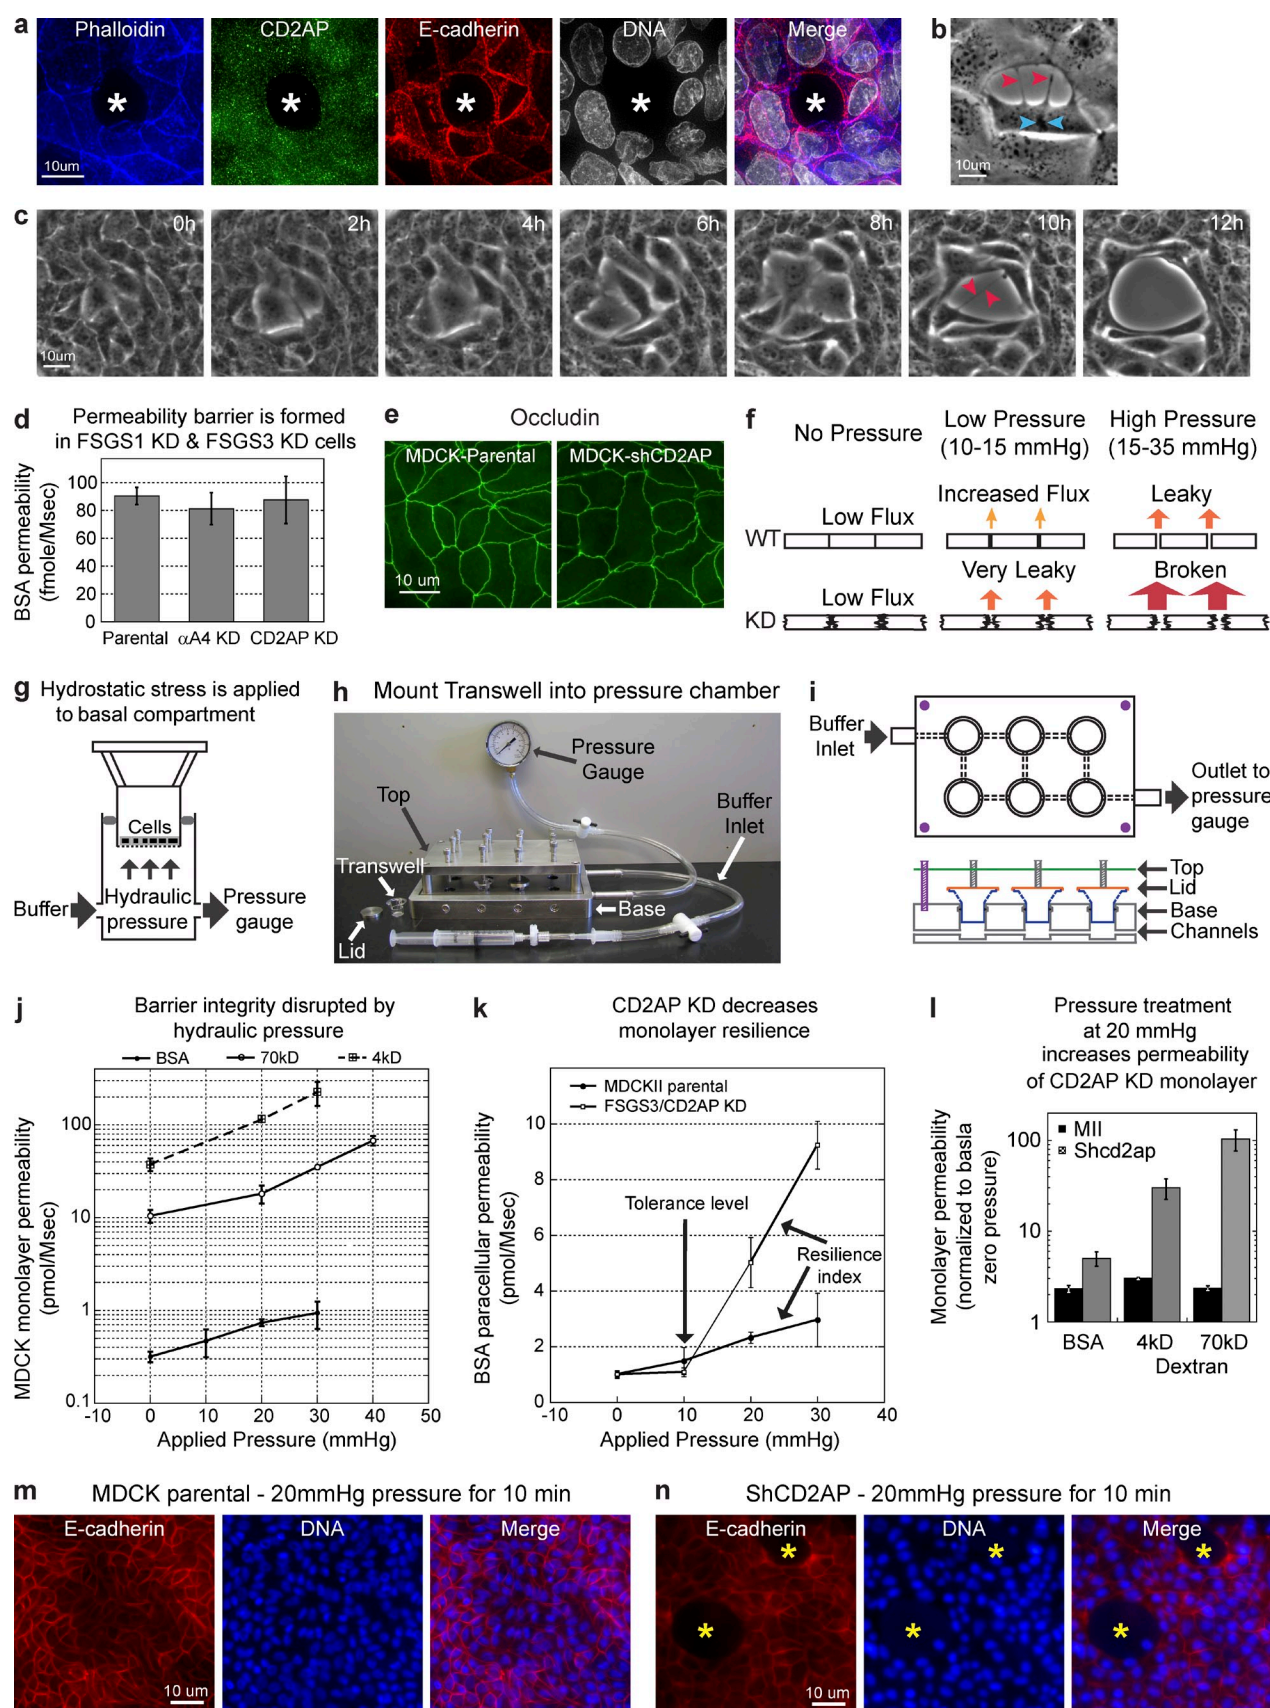 a
Phalloidin
CD2AP
E-cadherin
DNA
Merge
*
*
*
*
*
10um
b
10um
c
0h
2h
4h
6h
8h
10h
12h
10um
d
Permeability barrier is formed
in FSGS1 KD & FSGS3 KD cells
BSA permeability
(fmole/Msec)
100
80
60
40
20
0
Parental
αA4 KD
CD2AP KD
e
Occludin
MDCK-Parental
MDCK-shCD2AP
10 um
f
No Pressure
Low Pressure
(10-15 mmHg)
High Pressure
(15-35 mmHg)
WT
Low Flux
Increased Flux
Leaky
KD
Low Flux
Very Leaky
Broken
g
Hydrostatic stress is applied
to basal compartment
Cells
Buffer
Hydraulic
pressure
Pressure
gauge
h
Mount Transwell into pressure chamber
Pressure
Gauge
Top
Buffer
Inlet
Transwell
Base
Lid
i
Buffer
Inlet
Outlet to
pressure
gauge
Top
Lid
Base
Channels
j
Barrier integrity disrupted by
hydraulic pressure
BSA
70kD
4kD
MDCK monolayer permeability
(pmol/Msec)
100
10
1
0.1
-10
0
10
20
30
40
50
Applied Pressure (mmHg)
k
CD2AP KD decreases
monolayer resilience
MDCKII parental
FSGS3/CD2AP KD
BSA paracellular permeability
(pmol/Msec)
10
8
6
4
2
0
Tolerance level
Resilience
index
-10
0
10
20
30
40
Applied Pressure (mmHg)
l
Pressure treatment
at 20 mmHg
increases permeability
of CD2AP KD monolayer
Monolayer permeability
(normalized to basla
zero pressure)
MII
Shcd2ap
100
10
1
BSA
4kD
70kD
Dextran
m
MDCK parental - 20mmHg pressure for 10 min
E-cadherin
DNA
Merge
10 um
n
ShCD2AP - 20mmHg pressure for 10 min
E-cadherin
DNA
Merge
*
*
*
*
*
*
10 um